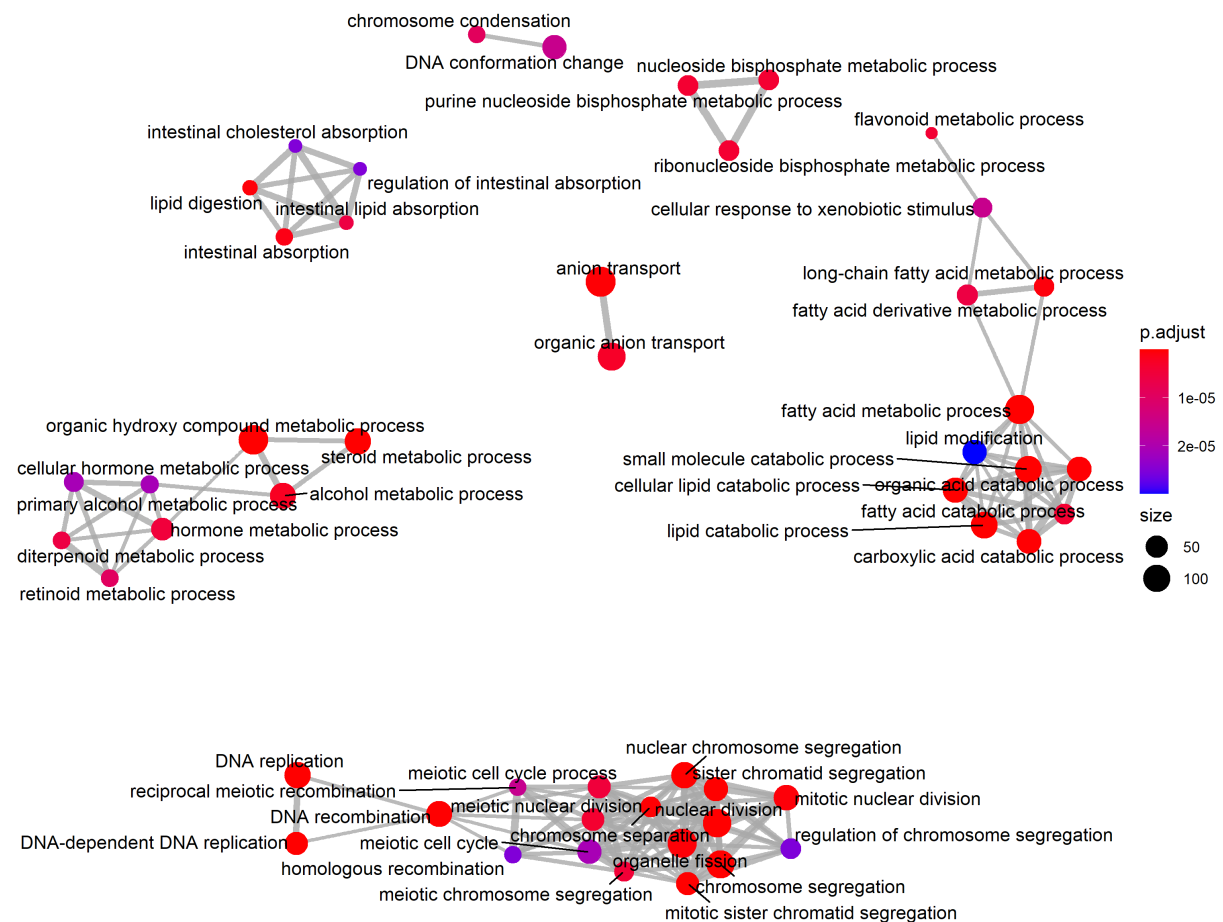 chromosome condensation
DNA conformation change
nucleoside bisphosphate metabolic process
purine nucleoside bisphosphate metabolic process
flavonoid metabolic process
intestinal cholesterol absorption
ribonucleoside bisphosphate metabolic process
regulation of intestinal absorption
lipid digestion
intestinal lipid absorption
cellular response to xenobiotic stimulus
intestinal absorption
anion transport
long-chain fatty acid metabolic process
fatty acid derivative metabolic process
organic anion transport
p.adjust
1e-05
2e-05
size
50
100
fatty acid metabolic process
organic hydroxy compound metabolic process
lipid modification
steroid metabolic process
small molecule catabolic process
cellular hormone metabolic process
cellular lipid catabolic process
organic acid catabolic process
alcohol metabolic process
primary alcohol metabolic process
fatty acid catabolic process
hormone metabolic process
lipid catabolic process
diterpenoid metabolic process
carboxylic acid catabolic process
retinoid metabolic process
nuclear chromosome segregation
DNA replication
meiotic cell cycle process
sister chromatid segregation
reciprocal meiotic recombination
mitotic nuclear division
meiotic nuclear division
nuclear division
DNA recombination
chromosome separation
regulation of chromosome segregation
DNA-dependent DNA replication
meiotic cell cycle
organelle fission
homologous recombination
chromosome segregation
meiotic chromosome segregation
mitotic sister chromatid segregation